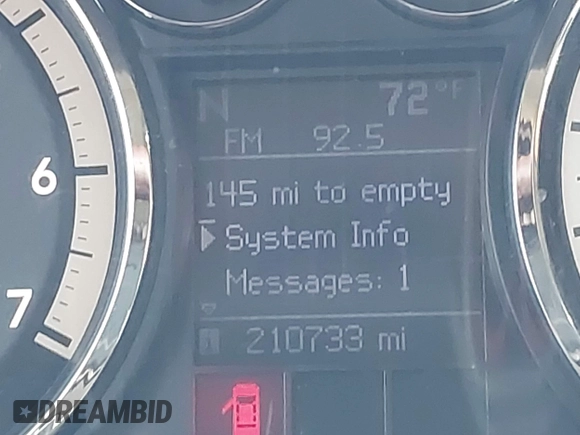 N 72°F
FM 92.5
6
145 mi to empty
System Info
Messages: 1
7
210733 mi
DREAMBID